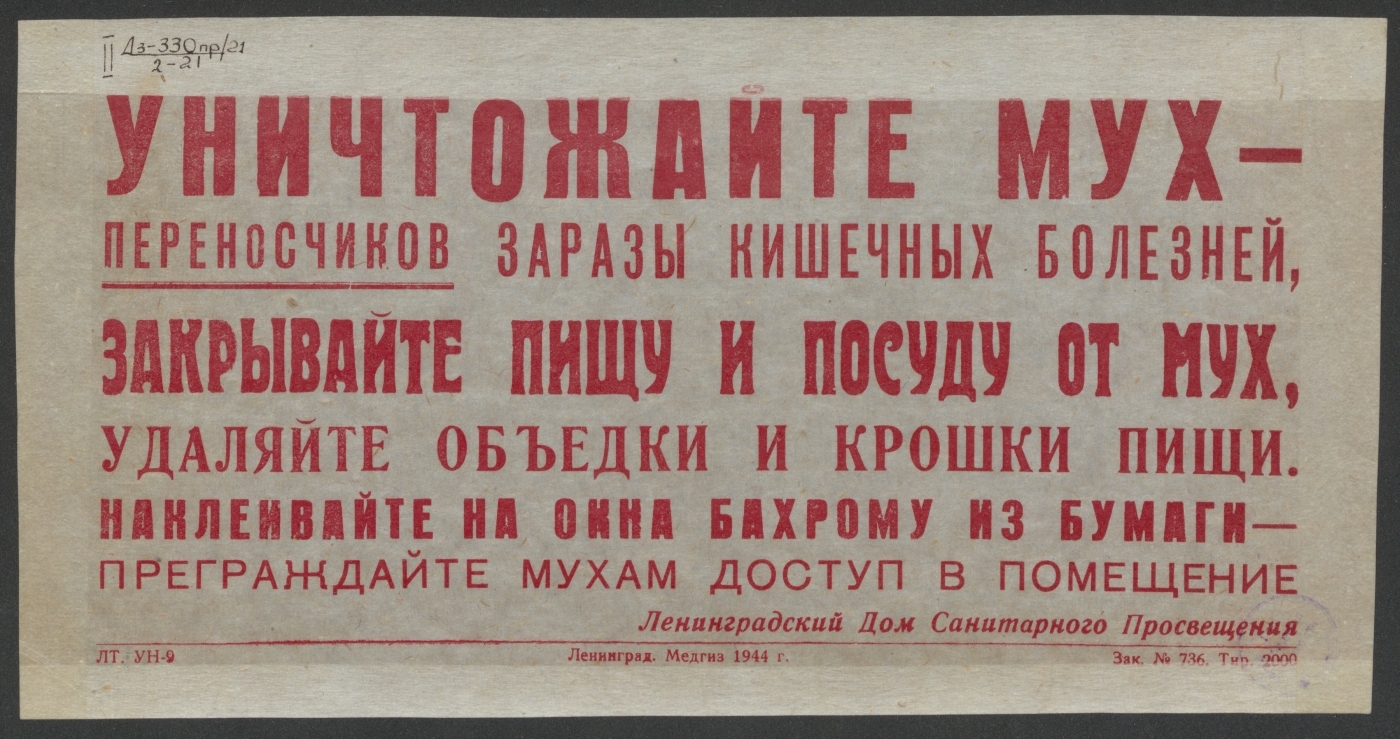 II Дз-330пр/21
2-21
УНИЧТОЖАЙТЕ МУХ—
ПЕРЕНОСЧИКОВ ЗАРАЗЫ КИШЕЧНЫХ БОЛЕЗНЕЙ,
ЗАКРЫВАЙТЕ ПИЩУ И ПОСУДУ ОТ МУХ,
УДАЛЯЙТЕ ОБЪЕДКИ И КРОШКИ ПИЩИ.
НАКЛЕИВАЙТЕ НА ОКНА БАХРОМУ ИЗ БУМАГИ—
ПРЕГРАЖДАЙТЕ МУХАМ ДОСТУП В ПОМЕЩЕНИЕ
Ленинградский Дом Санитарного Просвещения
ЛТ. УН-9 Ленинград. Медгиз 1944 г. Зак. № 736. Тир. 2000